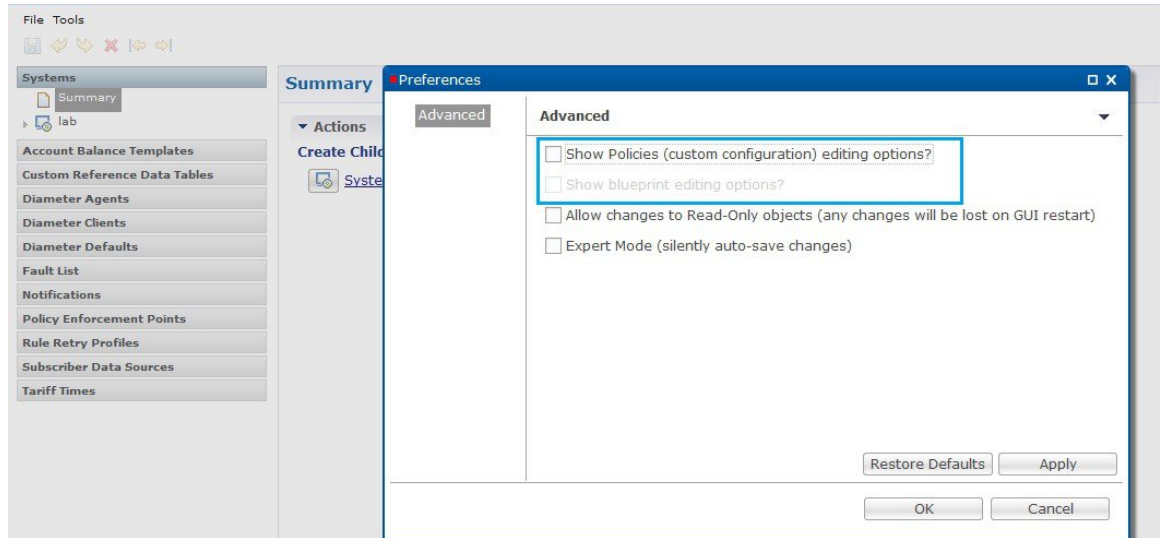 File Tools
Systems
Summary
lab
Account Balance Templates
Custom Reference Data Tables
Diameter Agents
Diameter Clients
Diameter Defaults
Fault List
Notifications
Policy Enforcement Points
Rule Retry Profiles
Subscriber Data Sources
Tariff Times
Summary
Actions
Create Child
Syste
Preferences
Advanced
Advanced
Show Policies (custom configuration) editing options?
Show blueprint editing options?
Allow changes to Read-Only objects (any changes will be lost on GUI restart)
Expert Mode (silently auto-save changes)
Restore Defaults Apply
OK Cancel